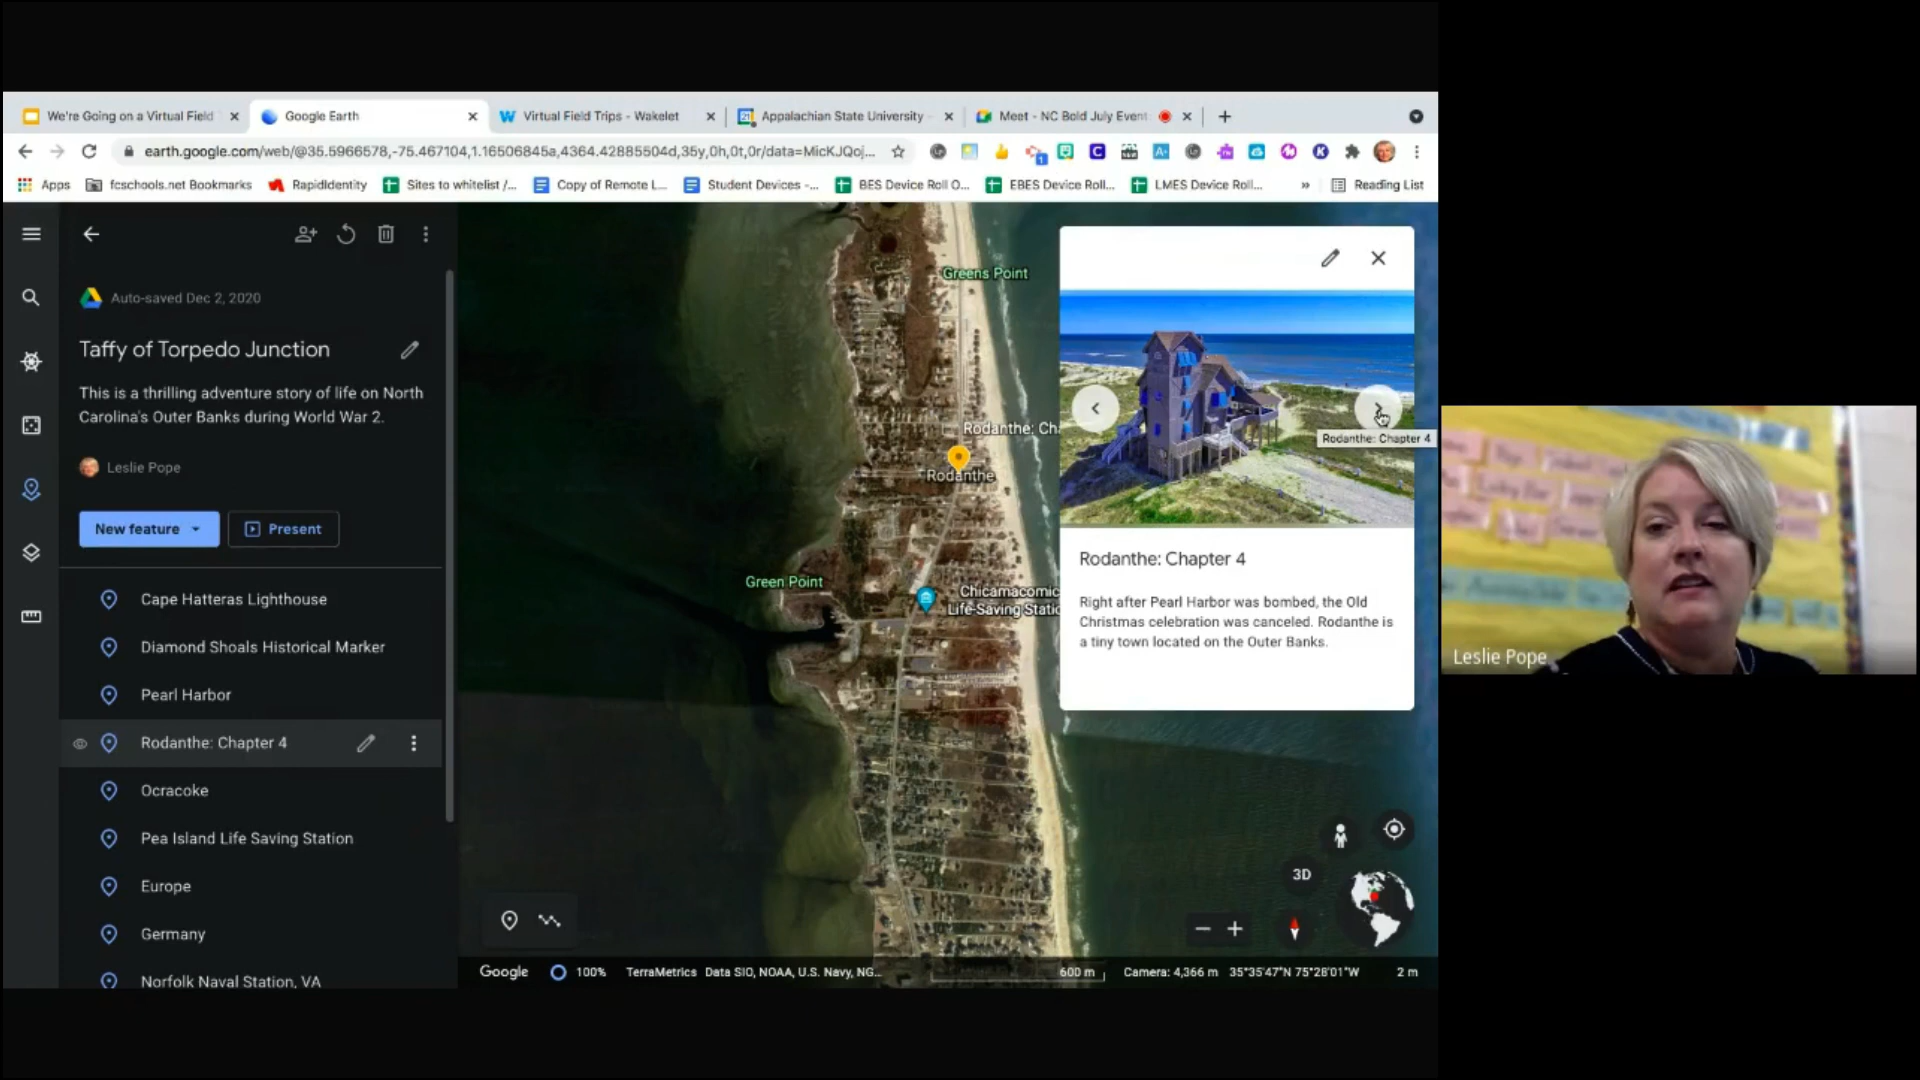 We're Going on a Virtual Field
Google Earth
Virtual Field Trips - Wakelet
Appalachian State University -
Meet - NC Bold July Event
earth.google.com/web/@35.5966578,-75.467104,1.16506845a,4364.42885504d,35y,0h,0t,0r/data=MicKJQoj...
Apps
fcschools.net Bookmarks
RapidIdentity
Sites to whitelist /...
Copy of Remote L...
Student Devices -...
BES Device Roll O...
EBES Device Roll...
LMES Device Roll...
»
Reading List
Auto-saved Dec 2, 2020
Taffy of Torpedo Junction
This is a thrilling adventure story of life on North
Carolina's Outer Banks during World War 2.
Leslie Pope
New feature
Present
Cape Hatteras Lighthouse
Diamond Shoals Historical Marker
Pearl Harbor
Rodanthe: Chapter 4
Ocracoke
Pea Island Life Saving Station
Europe
Germany
Norfolk Naval Station, VA
Greens Point
Rodanthe: Ch
Rodanthe
Green Point
Chicamacomic
Life-Saving Static
Rodanthe: Chapter 4
Rodanthe: Chapter 4
Right after Pearl Harbor was bombed, the Old
Christmas celebration was canceled. Rodanthe is
a tiny town located on the Outer Banks.
3D
Google
100%
TerraMetrics Data SIO, NOAA, U.S. Navy, NG...
600 m
Camera: 4,366 m 35°35'47"N 75°28'01"W
2 m
Leslie Pope